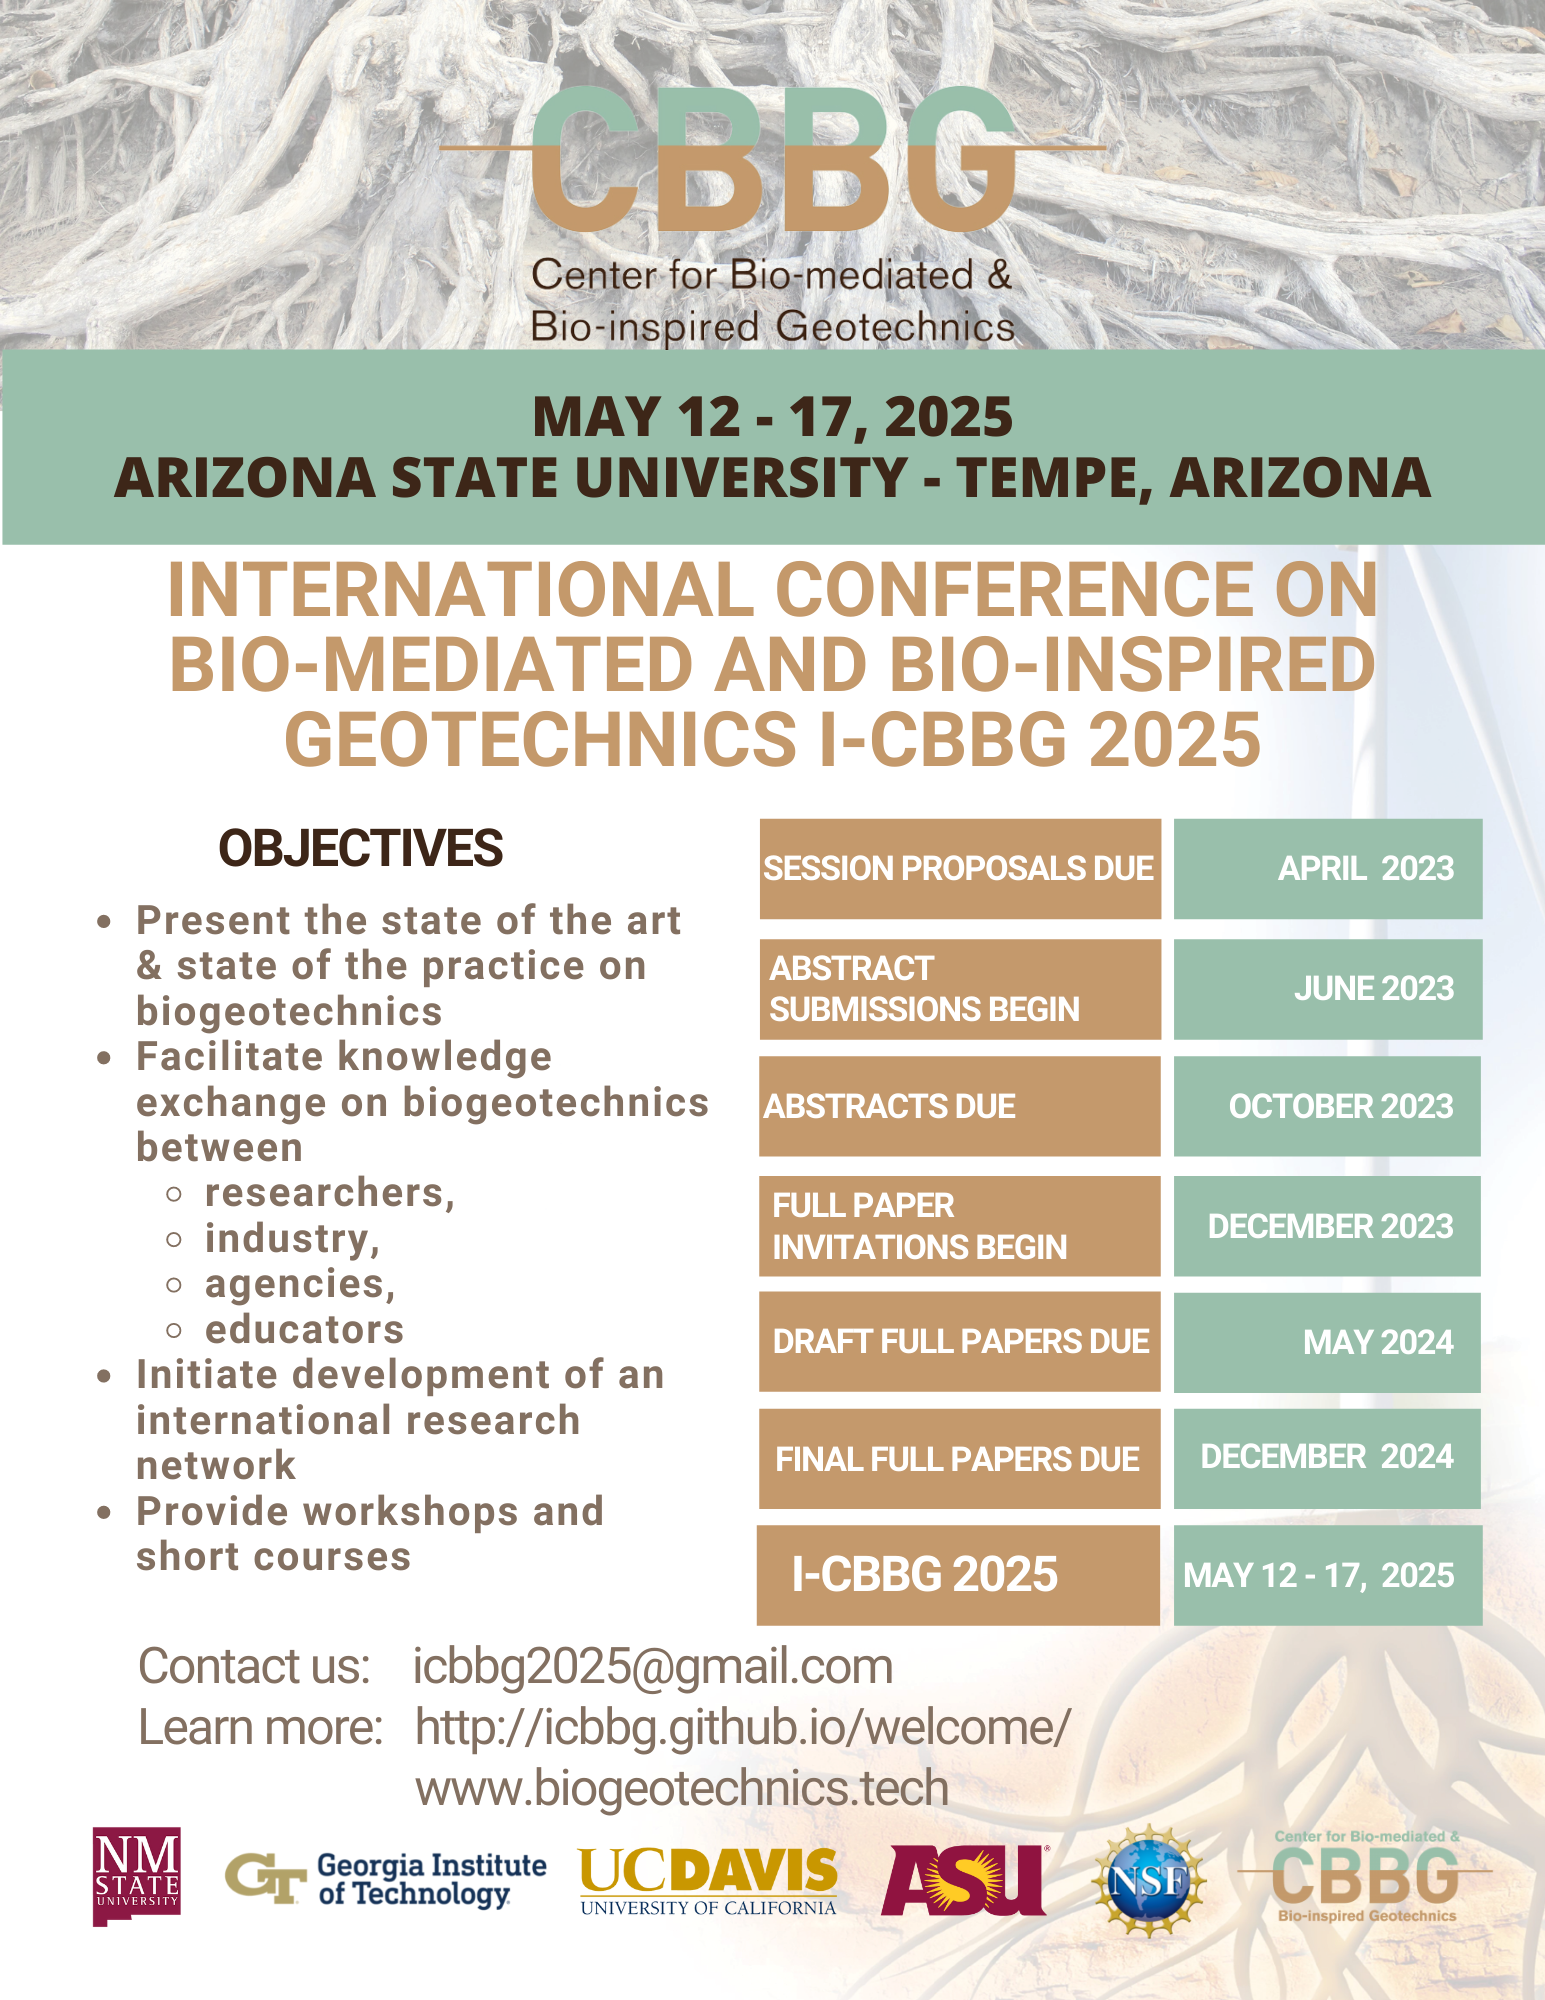 CBBG
Center for Bio-mediated &
Bio-inspired Geotechnics
MAY 12 - 17, 2025
ARIZONA STATE UNIVERSITY - TEMPE, ARIZONA
INTERNATIONAL CONFERENCE ON
BIO-MEDIATED AND BIO-INSPIRED
GEOTECHNICS I-CBBG 2025
OBJECTIVES
• Present the state of the art
& state of the practice on
biogeotechnics
• Facilitate knowledge
exchange on biogeotechnics
between
◦ researchers,
◦ industry,
◦ agencies,
◦ educators
• Initiate development of an
international research
network
• Provide workshops and
short courses
SESSION PROPOSALS DUE APRIL 2023
ABSTRACT
SUBMISSIONS BEGIN
JUNE 2023
ABSTRACTS DUE OCTOBER 2023
FULL PAPER
INVITATIONS BEGIN
DECEMBER 2023
DRAFT FULL PAPERS DUE MAY 2024
FINAL FULL PAPERS DUE DECEMBER 2024
I-CBBG 2025 MAY 12 - 17, 2025
Contact us: icbbg2025@gmail.com
Learn more: http://icbbg.github.io/welcome/
www.biogeotechnics.tech
NM
STATE
UNIVERSITY
GT
Georgia Institute
of Technology
UCDAVIS
UNIVERSITY OF CALIFORNIA
ASU®
NSF
Center for Bio-mediated &
CBBG
Bio-inspired Geotechnics